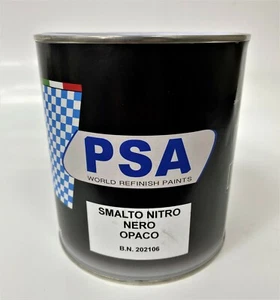 PSA
WORLD REFINISH PAINTS
SMALTO NITRO
NERO
OPACO
B.N. 202106